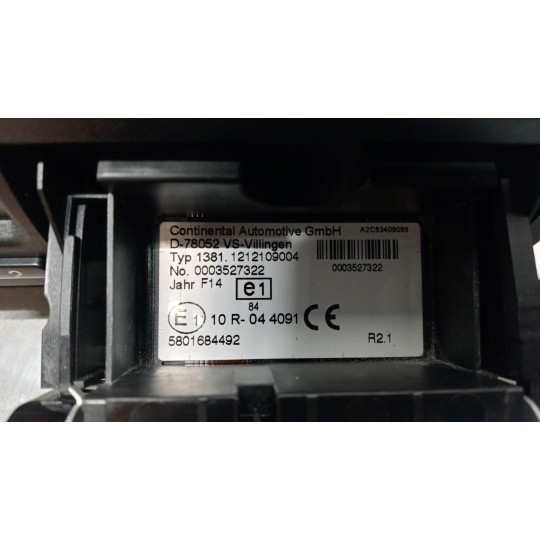 Continental Automotive GmbH A2C53409089
D-78052 VS-Villingen
Typ 1381.1212109004
No. 0003527322 0003527322
Jahr F14 e1
84
E1 10 R-04 4091 CE
5801684492 R2.1